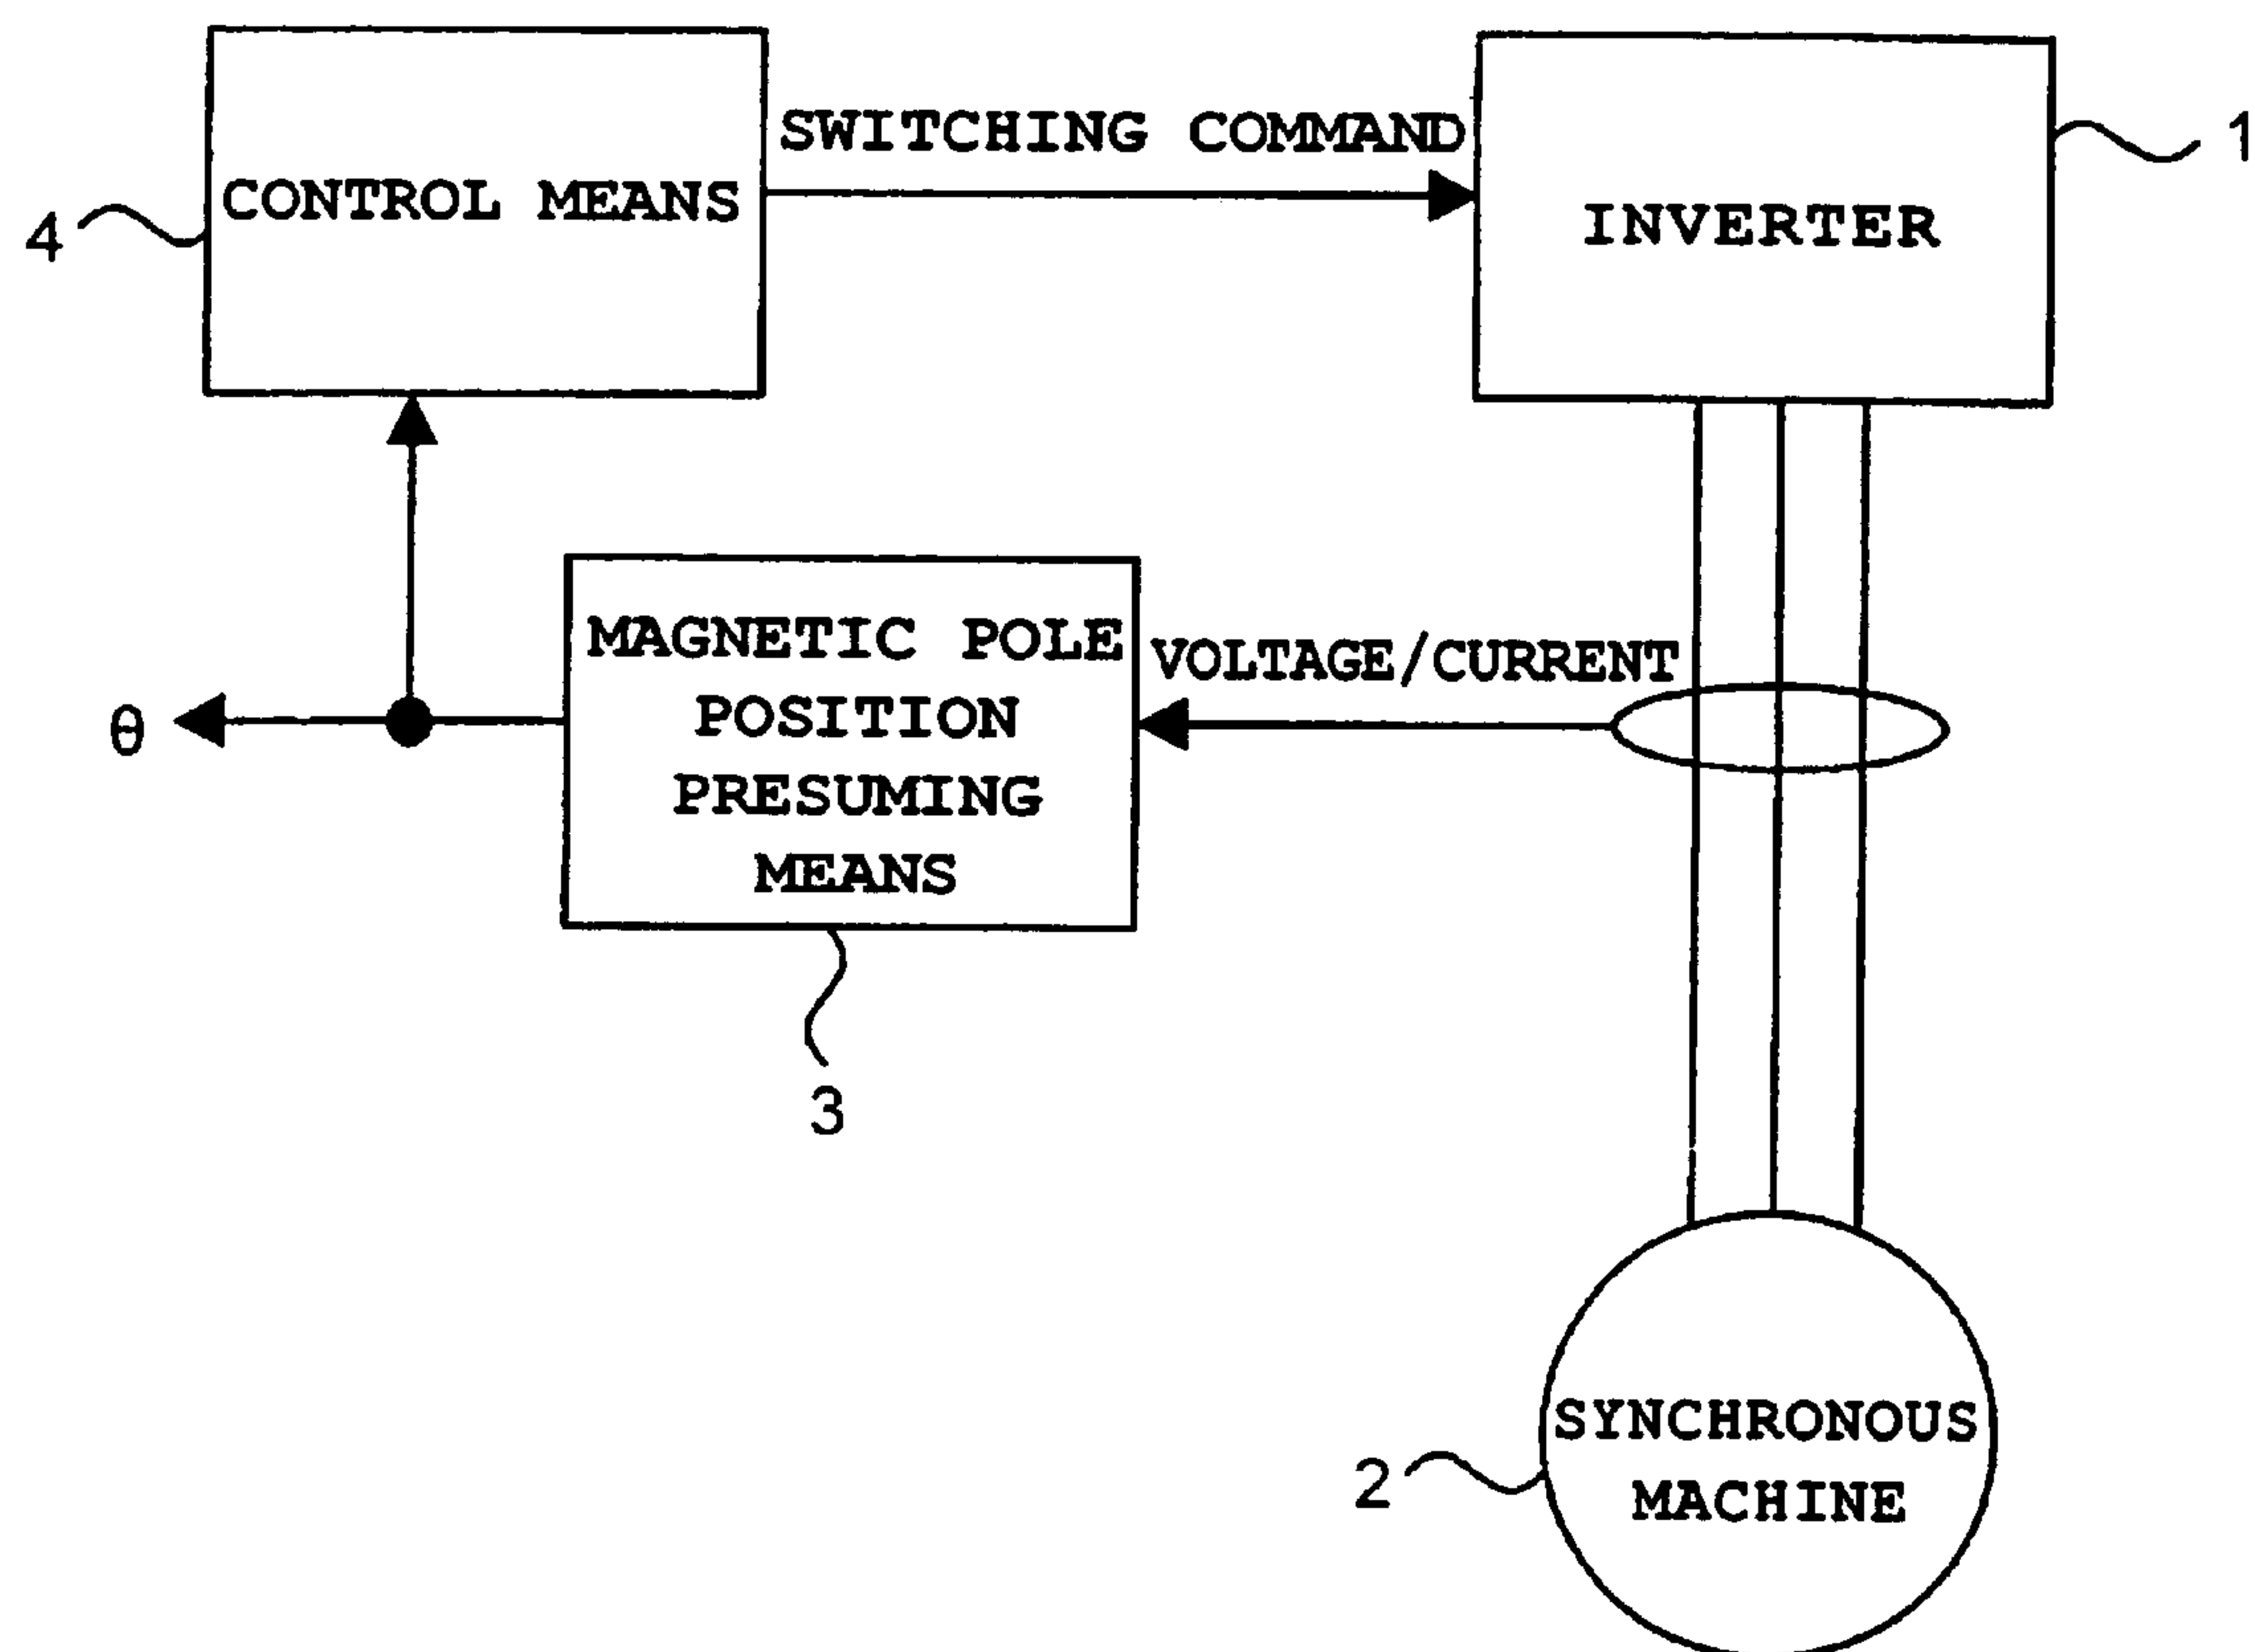 SWITCHING COMMAND
1
CONTROL MEANS
INVERTER
4
MAGNETIC POLE
POSITION
PRESUMING
MEANS
VOLTAGE/CURRENT
θ
3
SYNCHRONOUS
MACHINE
2